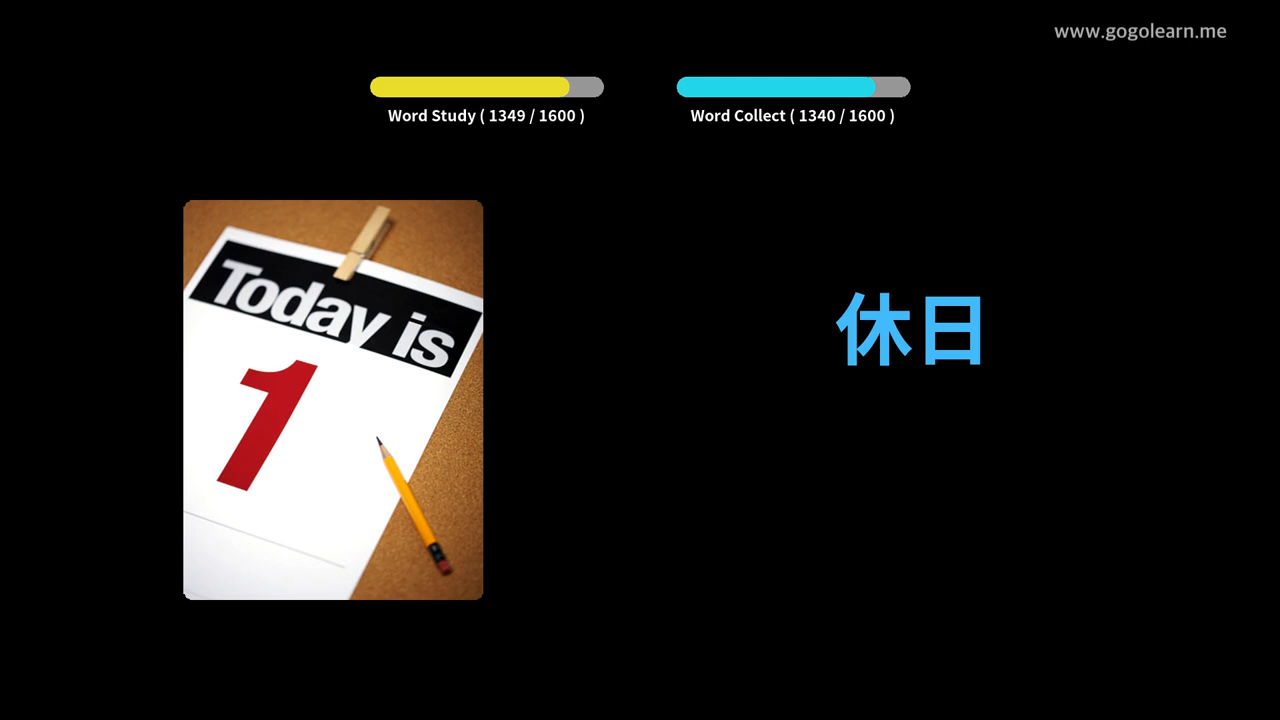 www.gogolearn.me
Word Study ( 1349 / 1600 )
Word Collect ( 1340 / 1600 )
Today is
1
休日